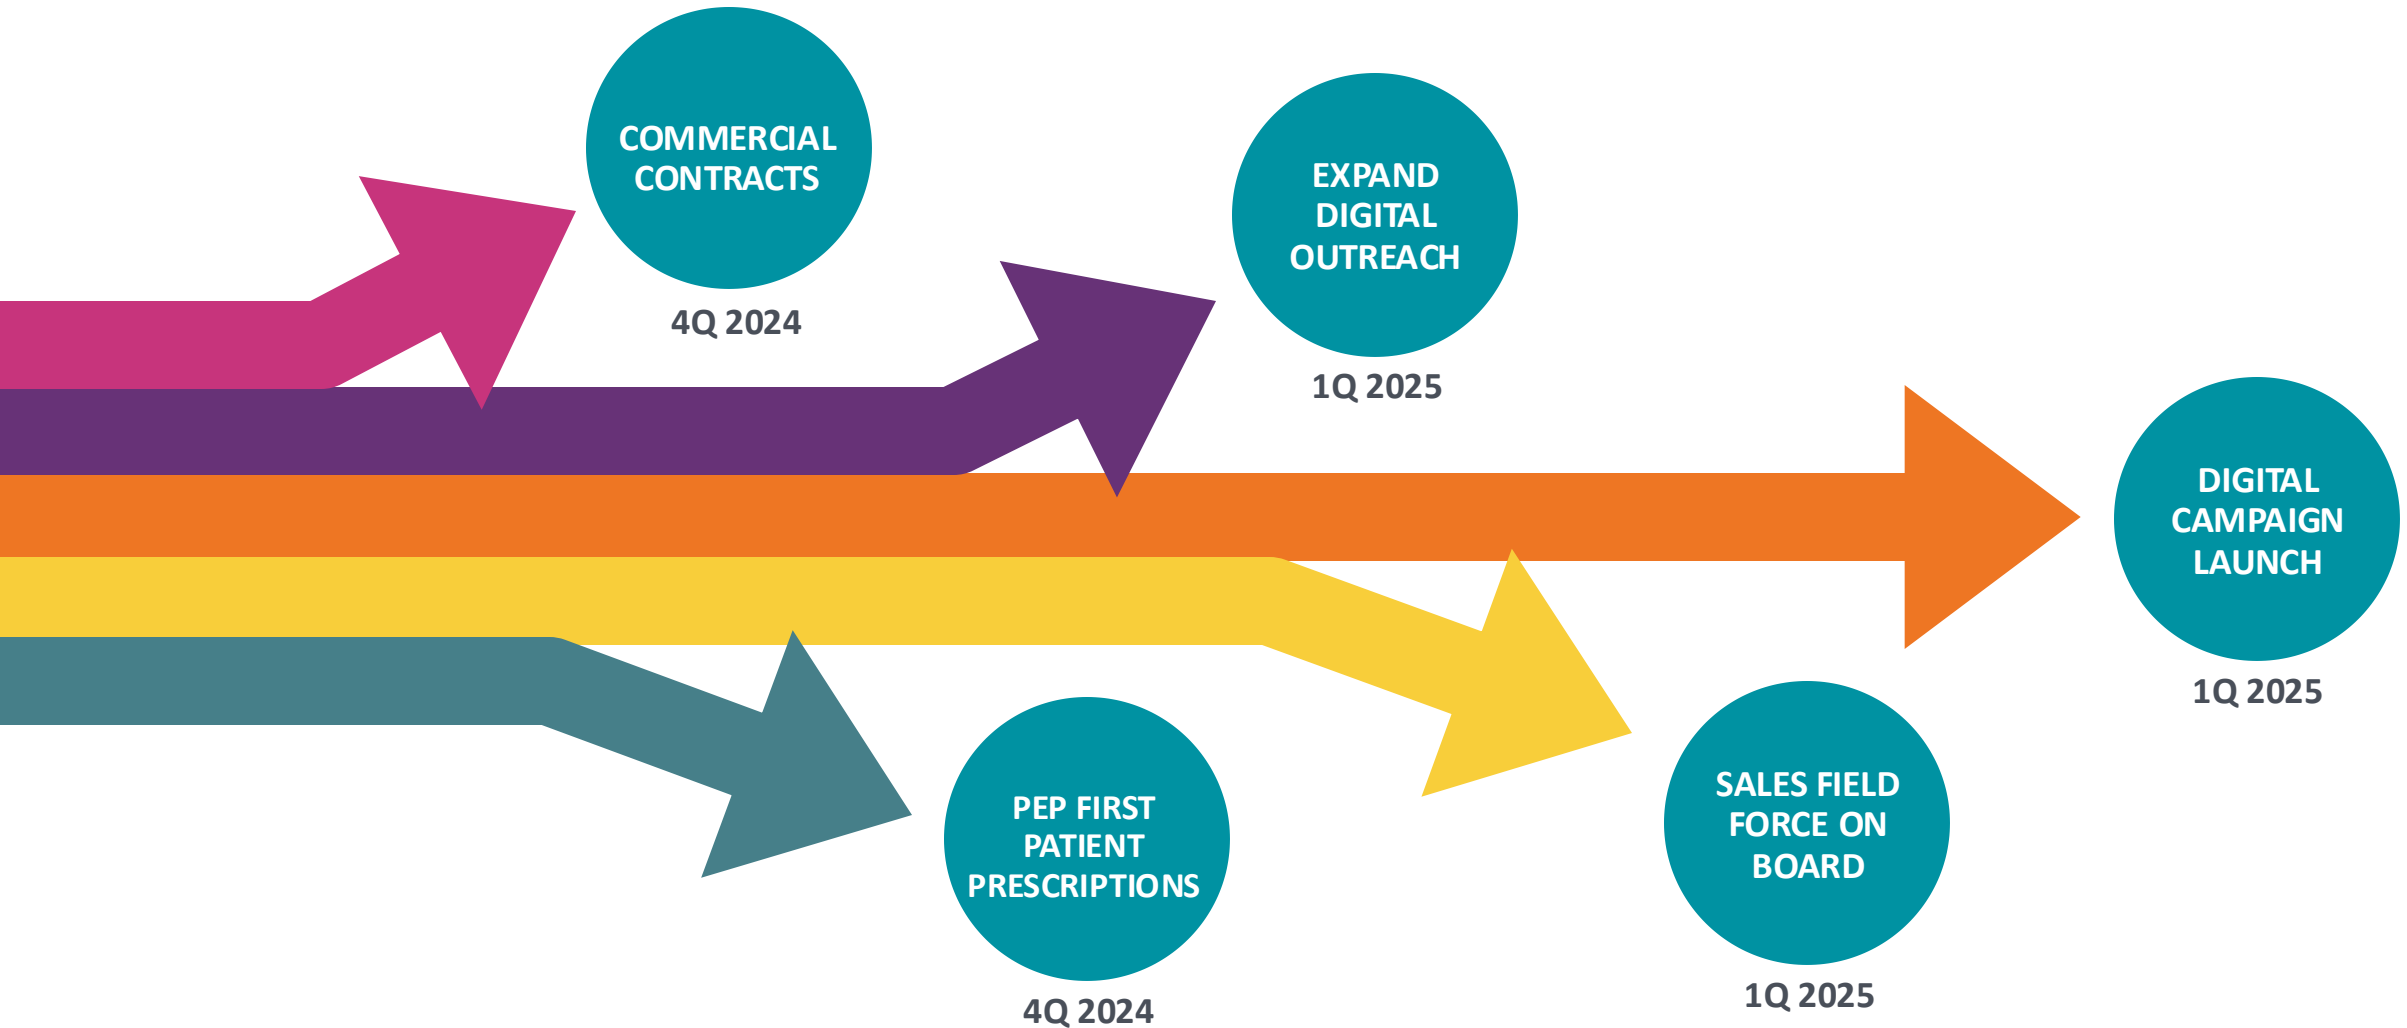 COMMERCIAL
CONTRACTS
4Q 2024
EXPAND
DIGITAL
OUTREACH
1Q 2025
DIGITAL
CAMPAIGN
LAUNCH
1Q 2025
PEP FIRST
PATIENT
PRESCRIPTIONS
4Q 2024
SALES FIELD
FORCE ON
BOARD
1Q 2025